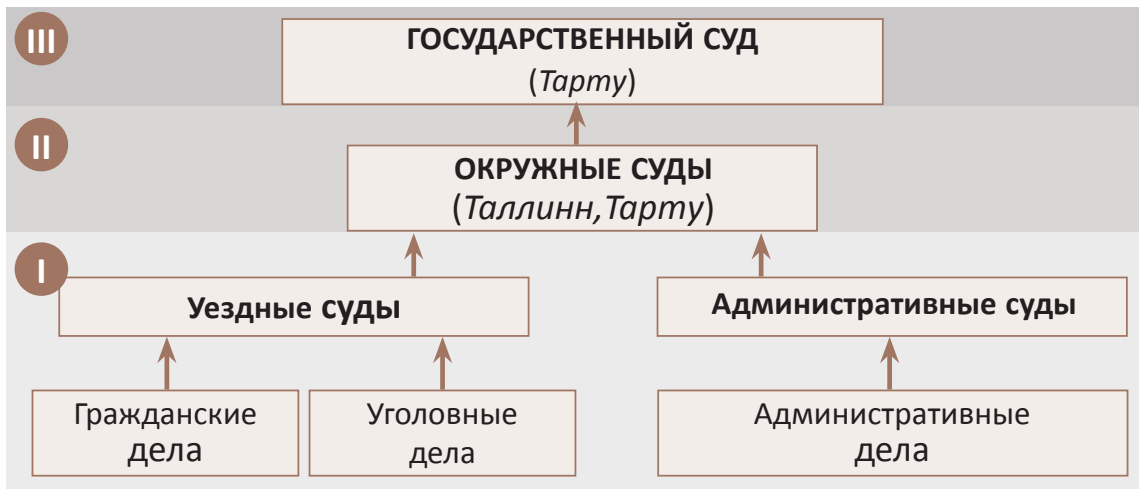 III
ГОСУДАРСТВЕННЫЙ СУД
(Тарту)
II
ОКРУЖНЫЕ СУДЫ
(Таллинн,Тарту)
I
Уездные суды
Административные суды
Гражданские
дела
Уголовные
дела
Административные
дела